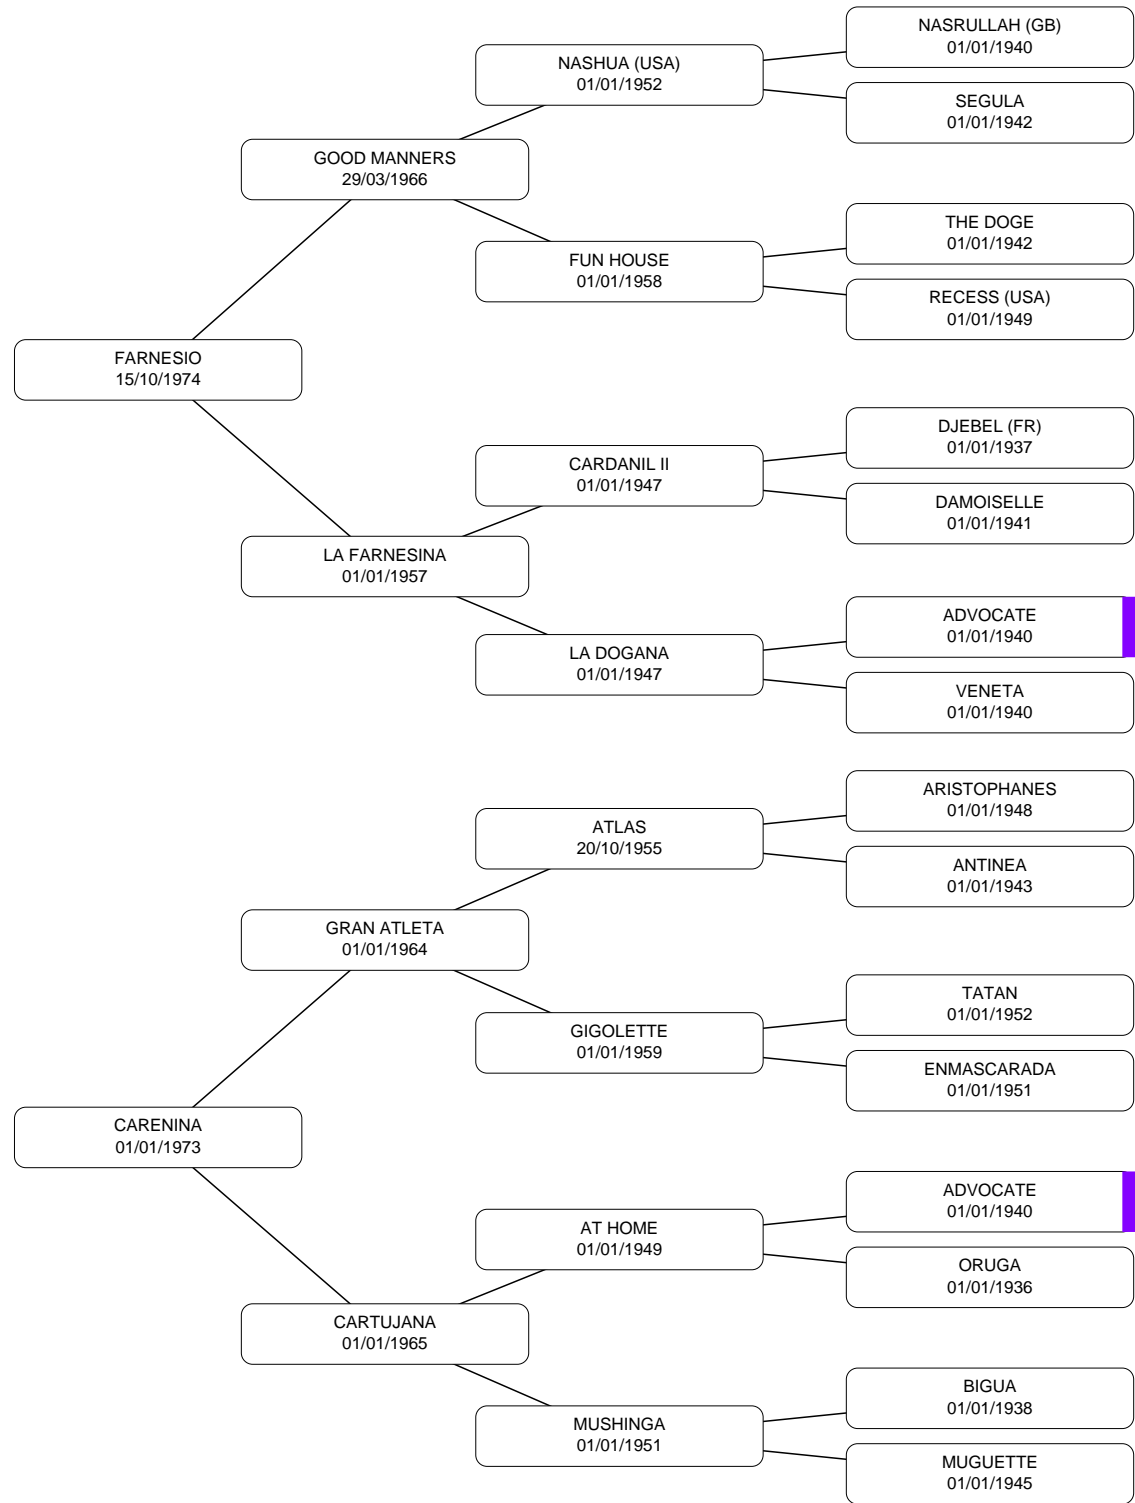 NASRULLAH (GB)
01/01/1940
NASHUA (USA)
01/01/1952
SEGULA
01/01/1942
GOOD MANNERS
29/03/1966
THE DOGE
01/01/1942
FUN HOUSE
01/01/1958
RECESS (USA)
01/01/1949
FARNESIO
15/10/1974
DJEBEL (FR)
01/01/1937
CARDANIL II
01/01/1947
DAMOISELLE
01/01/1941
LA FARNESINA
01/01/1957
ADVOCATE
01/01/1940
LA DOGANA
01/01/1947
VENETA
01/01/1940
ARISTOPHANES
01/01/1948
ATLAS
20/10/1955
ANTINEA
01/01/1943
GRAN ATLETA
01/01/1964
TATAN
01/01/1952
GIGOLETTE
01/01/1959
ENMASCARADA
01/01/1951
CARENINA
01/01/1973
ADVOCATE
01/01/1940
AT HOME
01/01/1949
ORUGA
01/01/1936
CARTUJANA
01/01/1965
BIGUA
01/01/1938
MUSHINGA
01/01/1951
MUGUETTE
01/01/1945